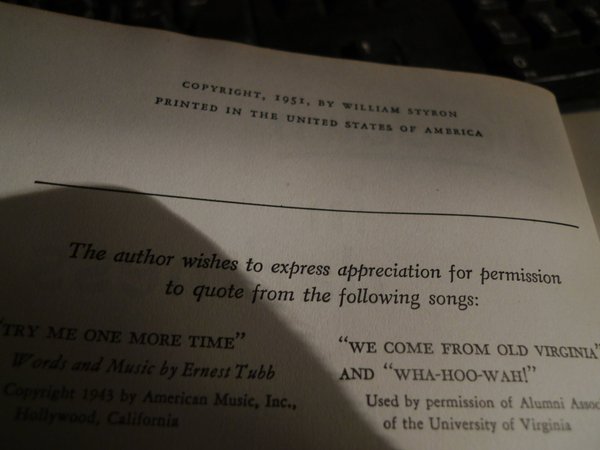 COPYRIGHT, 1951, BY WILLIAM STYRON
PRINTED IN THE UNITED STATES OF AMERICA
The author wishes to express appreciation for permission
to quote from the following songs:
"TRY ME ONE MORE TIME"
Words and Music by Ernest Tubb
Copyright 1943 by American Music, Inc.,
Hollywood, California
"WE COME FROM OLD VIRGINIA"
AND "WHA-HOO-WAH!"
Used by permission of Alumni Assoc
of the University of Virginia